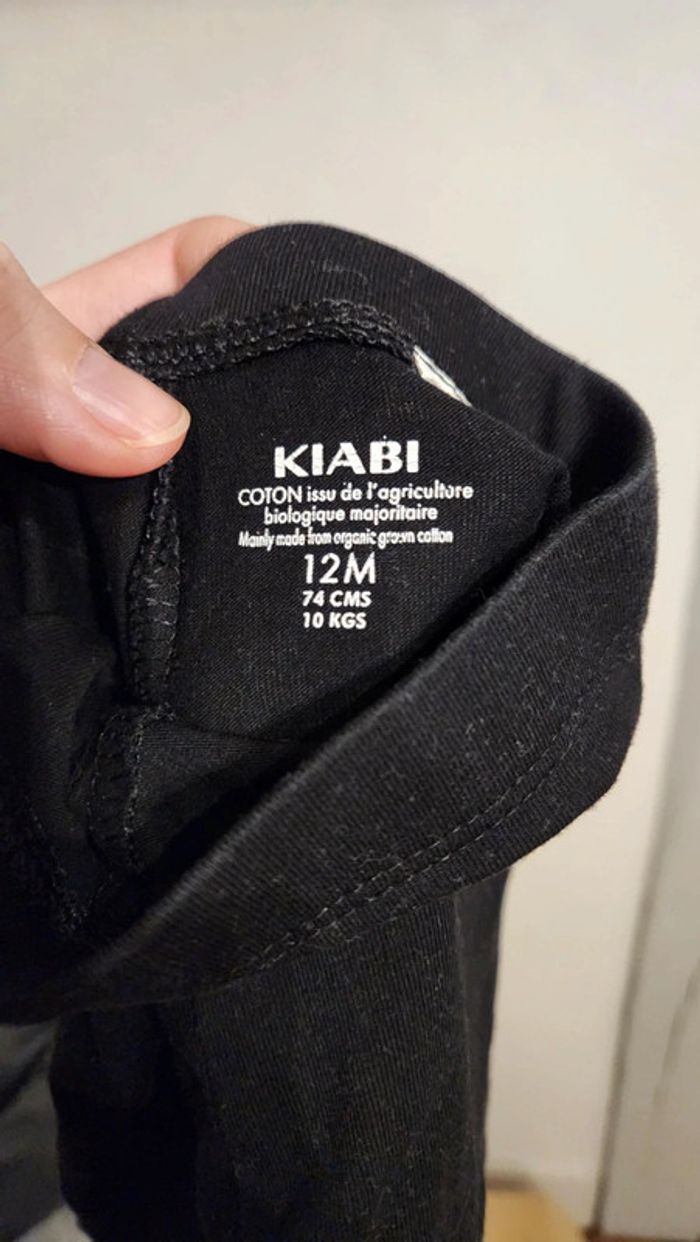 KIABI
COTON issu de l'agriculture
biologique majoritaire
Mainly made from organic grown cotton
12M
74 CMS
10 KGS